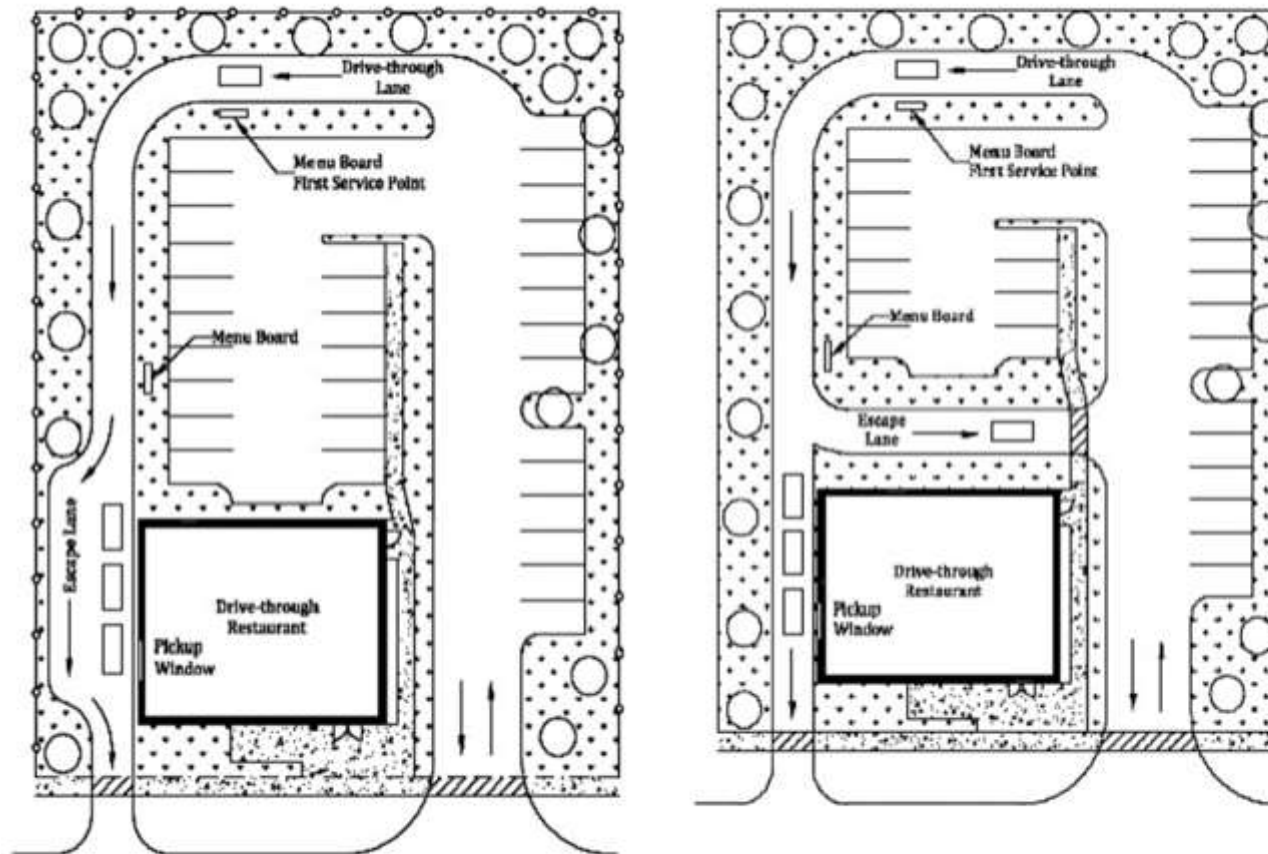 Drive-through
Lane
Menu Board
First Service Point
Menu Board
Escape Lane
Drive-through
Restaurant
Pickup
Window
Drive-through
Lane
Menu Board
First Service Point
Menu Board
Escape
Lane
Drive-through
Restaurant
Pickup
Window